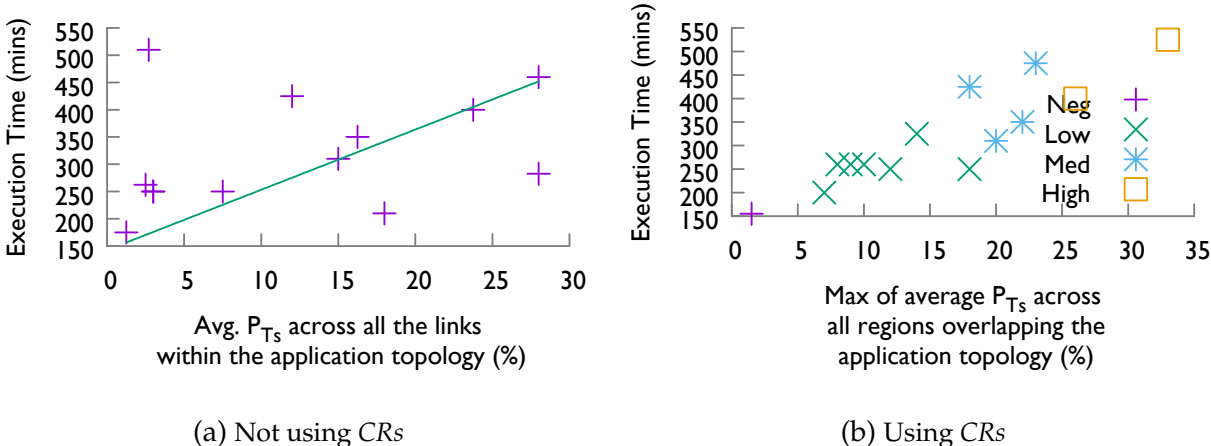 Execution Time (mins)
550
500
450
400
350
300
250
200
150
0 5 10 15 20 25 30
Avg. PTs across all the links
within the application topology (%)
(a) Not using CRs
Execution Time (mins)
550
500
450
400
350
300
250
200
150
Neg
Low
Med
High
0 5 10 15 20 25 30 35
Max of average PTs across
all regions overlapping the
application topology (%)
(b) Using CRs